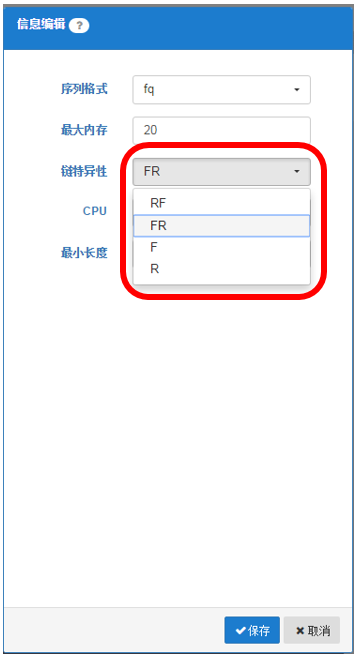 信息编辑 ?
序列格式 fq
最大内存 20
链特异性 FR
RF
CPU
FR
F
最小长度
R
保存 取消